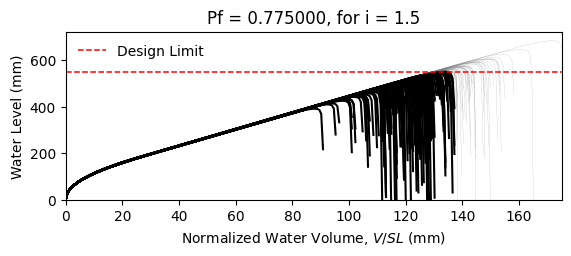 Pf = 0.775000, for i = 1.5
Design Limit
Water Level (mm)
600
400
200
0
0 20 40 60 80 100 120 140 160
Normalized Water Volume, V/SL (mm)